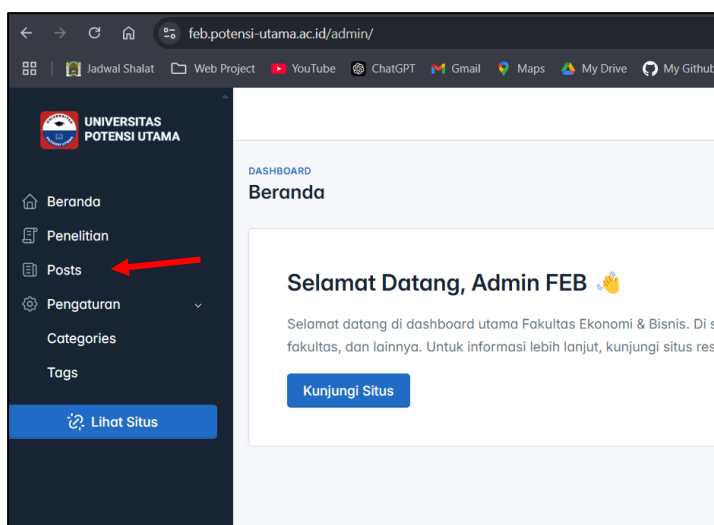 feb.potensi-utama.ac.id/admin/
Jadwal Shalat Web Project YouTube ChatGPT Gmail Maps My Drive My Github
UNIVERSITAS
POTENSI UTAMA
DASHBOARD
Beranda
Beranda
Penelitian
Posts
Pengaturan
Categories
Tags
Lihat Situs
Selamat Datang, Admin FEB 👋
Selamat datang di dashboard utama Fakultas Ekonomi & Bisnis. Di s
fakultas, dan lainnya. Untuk informasi lebih lanjut, kunjungi situs res
Kunjungi Situs